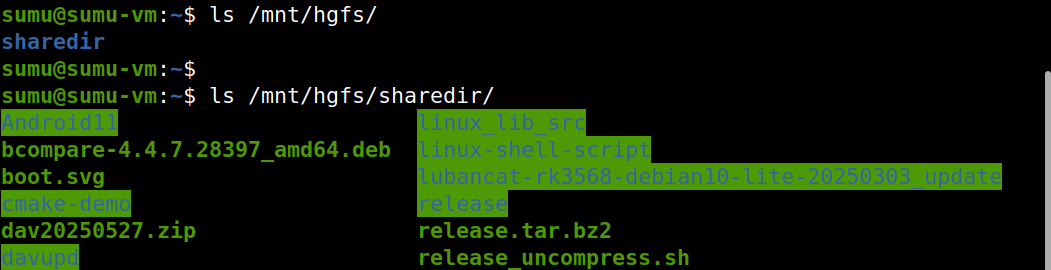 sumu@sumu-vm:~$ ls /mnt/hgfs/
sharedir
sumu@sumu-vm:~$
sumu@sumu-vm:~$ ls /mnt/hgfs/sharedir/
Android11 linux_lib_src
bcompare-4.4.7.28397_amd64.deb linux-shell-script
boot.svg lubancat-rk3568-debian10-lite-20250303_update
cmake-demo release
dav20250527.zip release.tar.bz2
davupd release_uncompress.sh